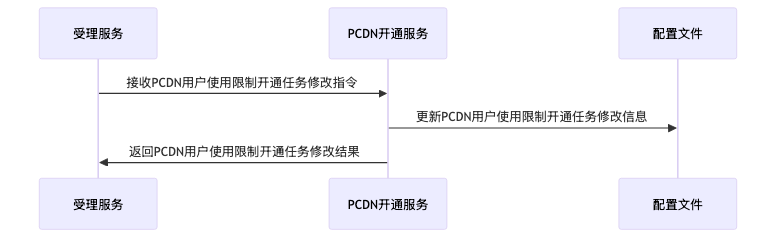 受理服务
PCDN开通服务
配置文件
接收PCDN用户使用限制开通任务修改指令
更新PCDN用户使用限制开通任务修改信息
返回PCDN用户使用限制开通任务修改结果
受理服务
PCDN开通服务
配置文件